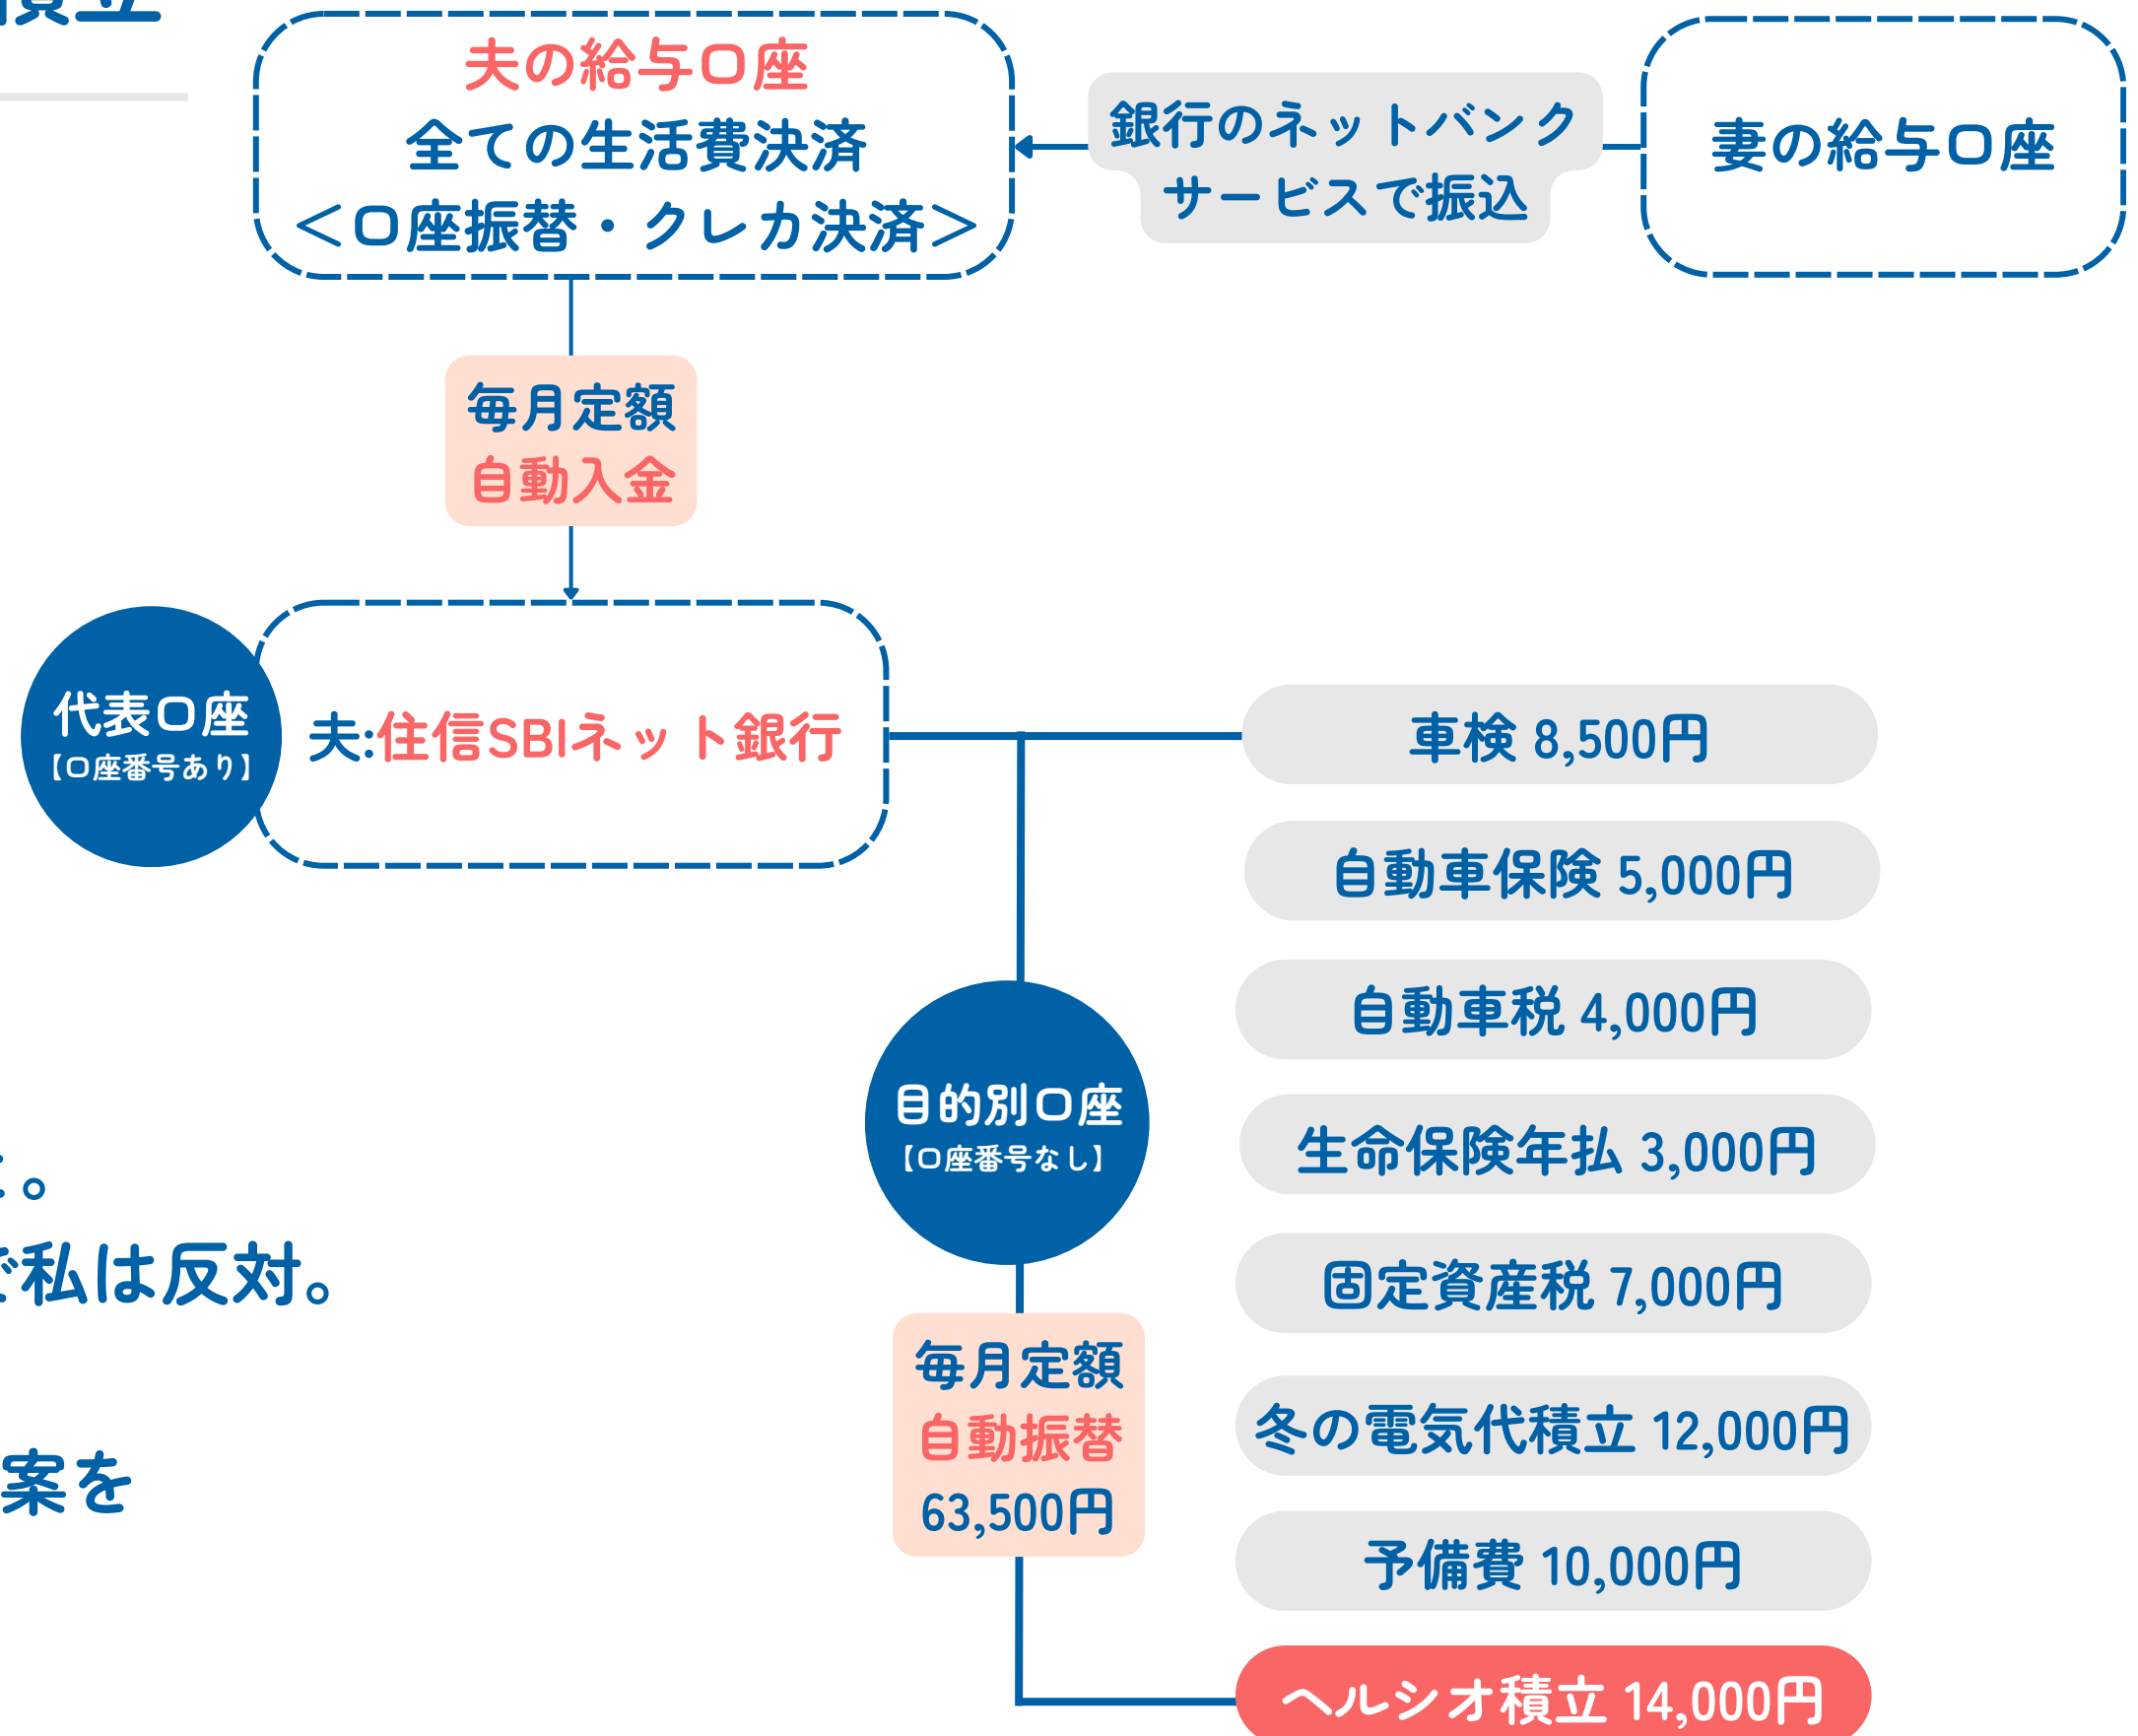 夫の給与口座
全ての生活費決済
＜口座振替・クレカ決済＞
銀行のネットバンク
サービスで振込
妻の給与口座
毎月定額
自動入金
代表口座
【口座番号あり】
夫:住信SBIネット銀行
車検 8,500円
自動車保険 5,000円
自動車税 4,000円
目的別口座
【口座番号なし】
生命保険年払 3,000円
。
私は反対。
固定資産税 7,000円
毎月定額
自動振替
63,500円
冬の電気代積立 12,000円
案を
予備費 10,000円
ヘルシオ積立 14,000円